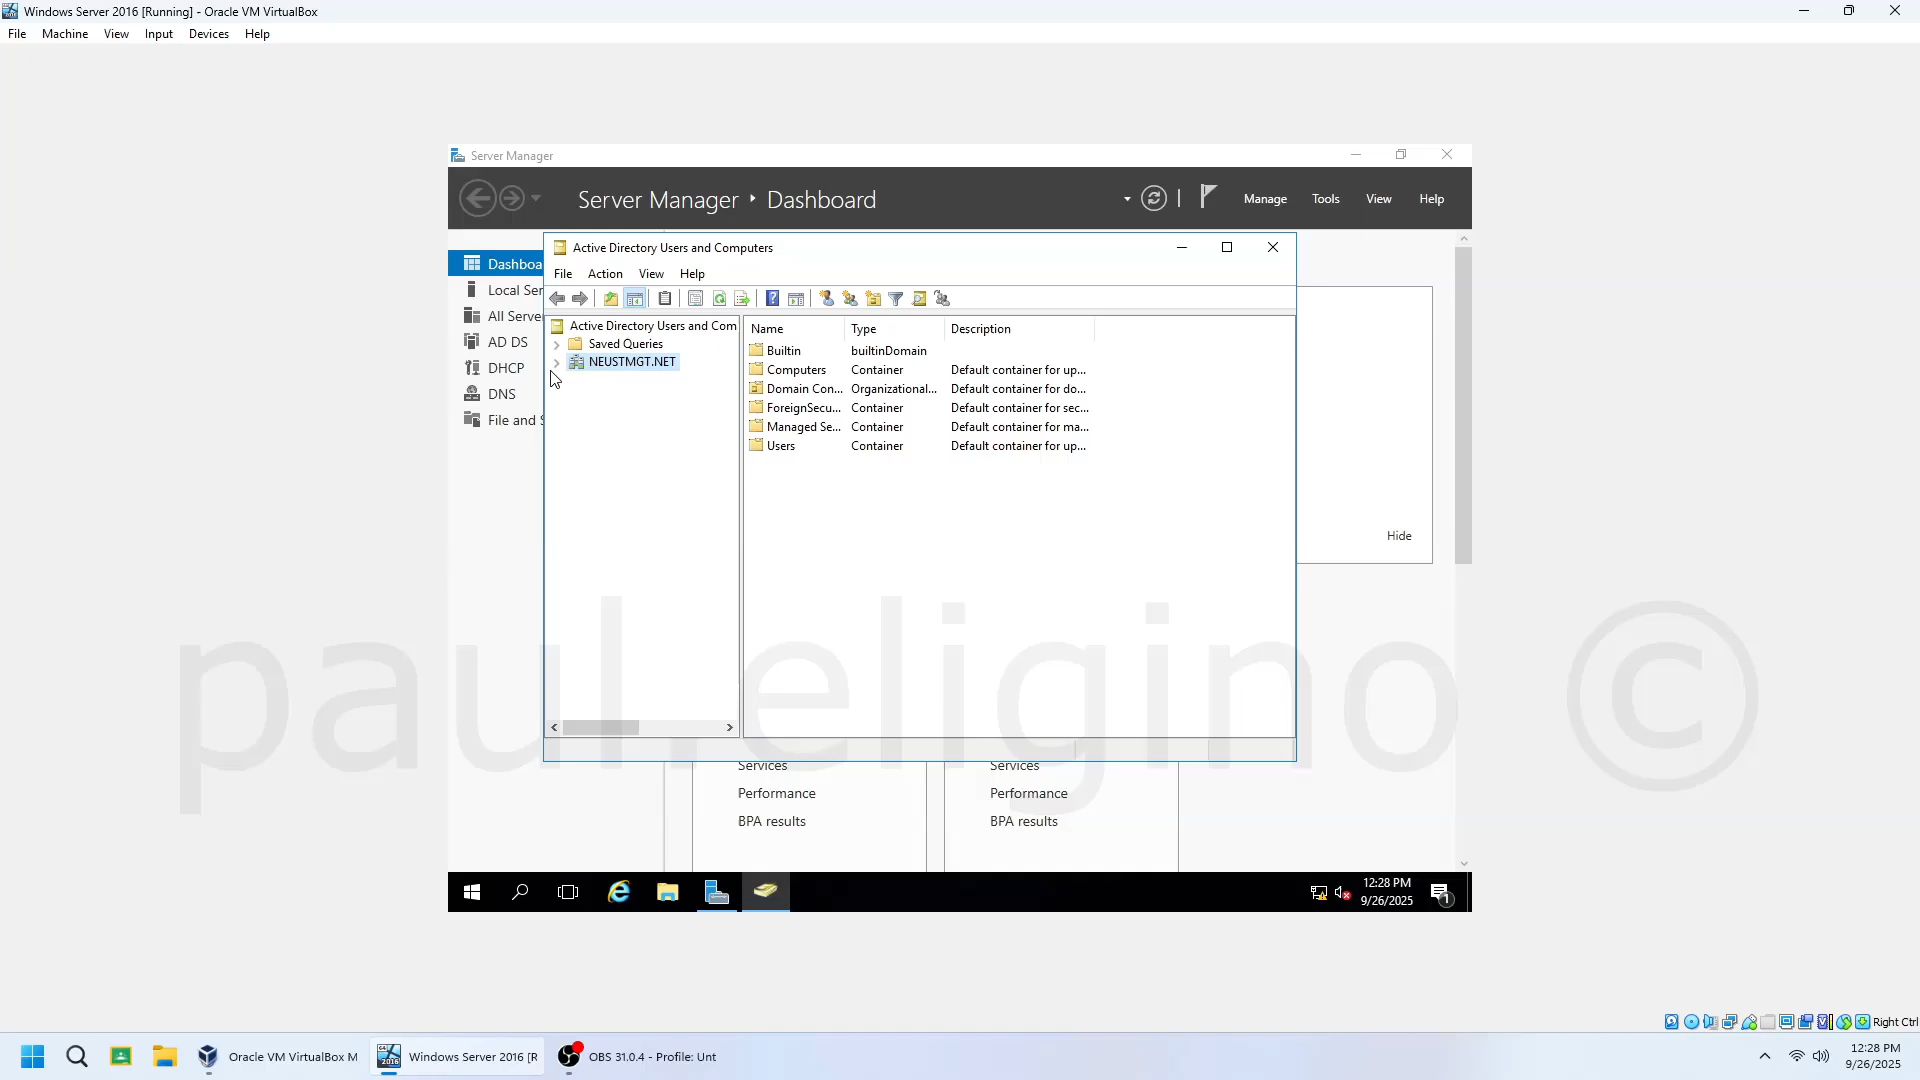 Windows Server 2016 [Running] - Oracle VM VirtualBox
File Machine View Input Devices Help
Server Manager
Server Manager Dashboard
Manage Tools View Help
Dashboa
Local Ser
All Serve
AD DS
DHCP
DNS
File and S
Active Directory Users and Computers
File Action View Help
Active Directory Users and Com
Saved Queries
NEUSTMGT.NET
Name Type Description
Builtin builtinDomain
Computers Container Default container for up...
Domain Con... Organizational... Default container for do...
ForeignSecu... Container Default container for sec...
Managed Se... Container Default container for ma...
Users Container Default container for up...
Hide
paul.eligino ©
Services Services
Performance Performance
BPA results BPA results
12:28 PM
9/26/2025
1
Right Ctrl
Oracle VM VirtualBox M
Windows Server 2016 [R
OBS 31.0.4 - Profile: Unt
12:28 PM
9/26/2025